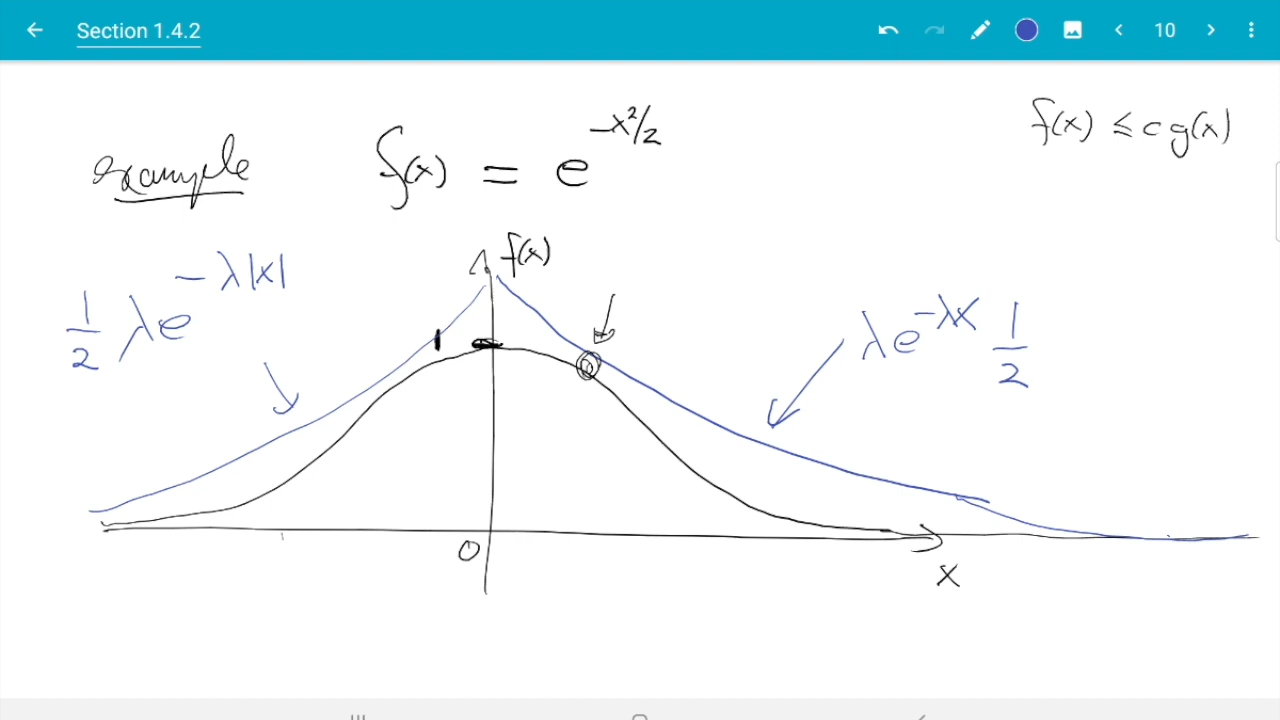 Section 1.4.2
10
example f(x) = e^{-x²/2}
f(x) ≤ c g(x)
f(x)
½ λe^{-λ|x|}
λe^{-λx} ½
1
0
x